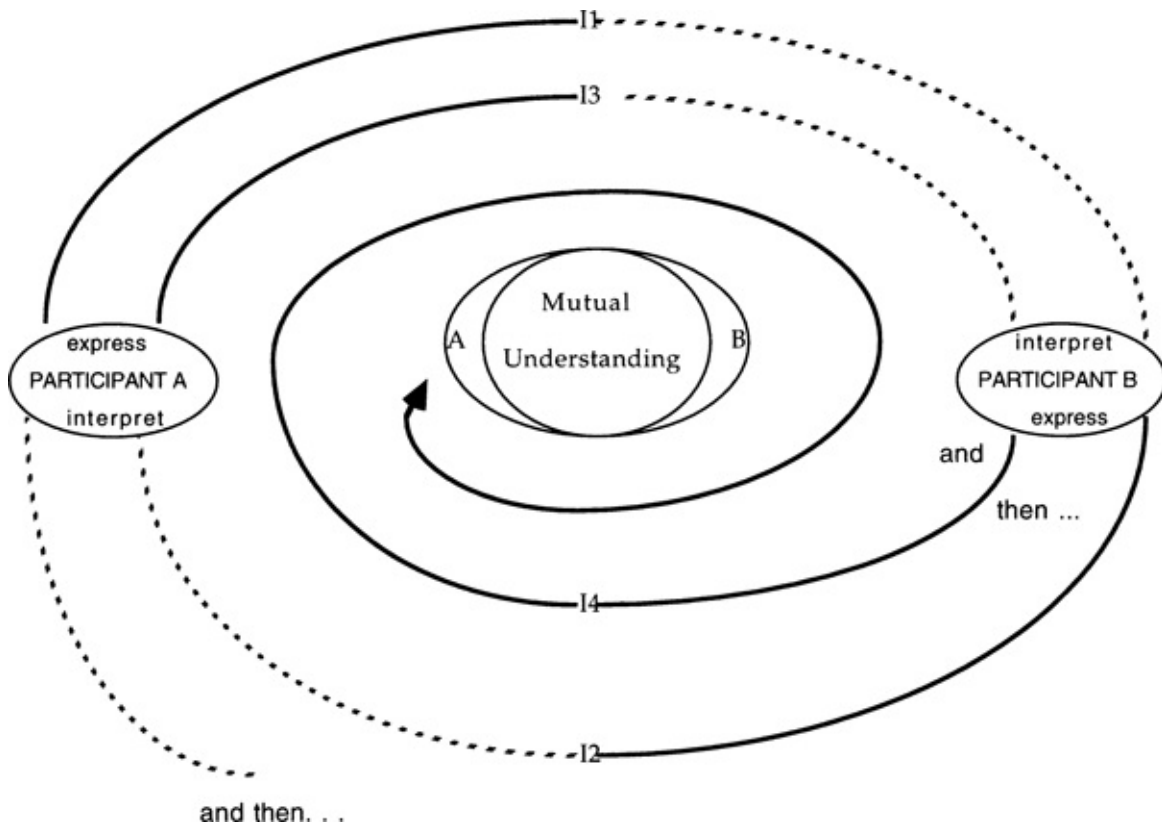 I1
I3
Mutual
A
B
Understanding
express
PARTICIPANT A
interpret
interpret
PARTICIPANT B
express
and
then ...
I4
I2
and then. . .